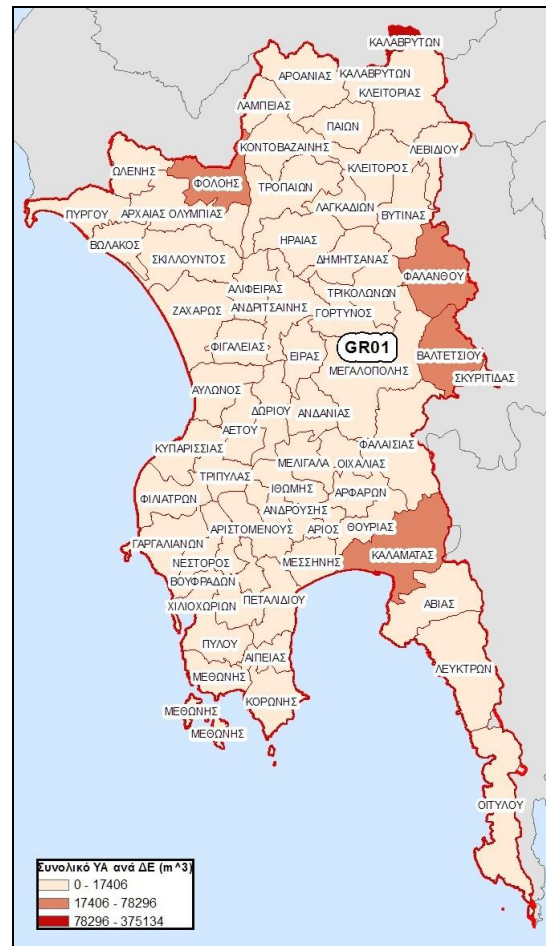 ΚΑΛΑΒΡΥΤΩΝ
ΑΡΟΑΝΙΑΣ
ΚΑΛΑΒΡΥΤΩΝ
ΚΛΕΙΤΟΡΙΑΣ
ΛΑΜΠΕΙΑΣ
ΠΑΙΩΝ
ΚΟΝΤΟΒΑΖΑΙΝΗΣ
ΛΕΒΙΔΙΟΥ
ΩΛΕΝΗΣ
ΚΛΕΙΤΟΡΟΣ
ΦΟΛΟΗΣ
ΤΡΟΠΑΙΩΝ
ΛΑΓΚΑΔΙΩΝ
ΠΥΡΓΟΥ
ΑΡΧΑΙΑΣ ΟΛΥΜΠΙΑΣ
ΒΥΤΙΝΑΣ
ΒΩΛΑΚΟΣ
ΗΡΑΙΑΣ
ΣΚΙΛΛΟΥΝΤΟΣ
ΔΗΜΗΤΣΑΝΑΣ
ΦΑΛΑΝΘΟΥ
ΑΛΙΦΕΙΡΑΣ
ΤΡΙΚΟΛΩΝΩΝ
ΖΑΧΑΡΩΣ
ΑΝΔΡΙΤΣΑΙΝΗΣ
ΓΟΡΤΥΝΟΣ
ΦΙΓΑΛΕΙΑΣ
GR01
ΕΙΡΑΣ
ΒΑΛΤΕΤΣΙΟΥ
ΜΕΓΑΛΟΠΟΛΗΣ
ΣΚΥΡΙΤΙΔΑΣ
ΑΥΛΩΝΟΣ
ΔΩΡΙΟΥ
ΑΝΔΑΝΙΑΣ
ΑΕΤΟΥ
ΦΑΛΑΙΣΙΑΣ
ΚΥΠΑΡΙΣΣΙΑΣ
ΜΕΛΙΓΑΛΑ
ΟΙΧΑΛΙΑΣ
ΤΡΙΠΥΛΑΣ
ΙΘΩΜΗΣ
ΑΡΦΑΡΩΝ
ΦΙΛΙΑΤΡΩΝ
ΑΝΔΡΟΥΣΗΣ
ΑΡΙΣΤΟΜΕΝΟΥΣ
ΑΡΙΟΣ
ΘΟΥΡΙΑΣ
ΓΑΡΓΑΛΙΑΝΩΝ
ΚΑΛΑΜΑΤΑΣ
ΝΕΣΤΟΡΟΣ
ΜΕΣΣΗΝΗΣ
ΒΟΥΦΡΑΔΩΝ
ΧΙΛΙΟΧΩΡΙΩΝ
ΠΕΤΑΛΙΔΙΟΥ
ΑΒΙΑΣ
ΠΥΛΟΥ
ΑΙΠΕΙΑΣ
ΛΕΥΚΤΡΩΝ
ΜΕΘΩΝΗΣ
ΚΟΡΩΝΗΣ
ΜΕΘΩΝΗΣ
ΜΕΘΩΝΗΣ
ΟΙΤΥΛΟΥ
Συνολικό ΥΑ ανά ΔΕ (m^3)
0 - 17406
17406 - 78296
78296 - 375134